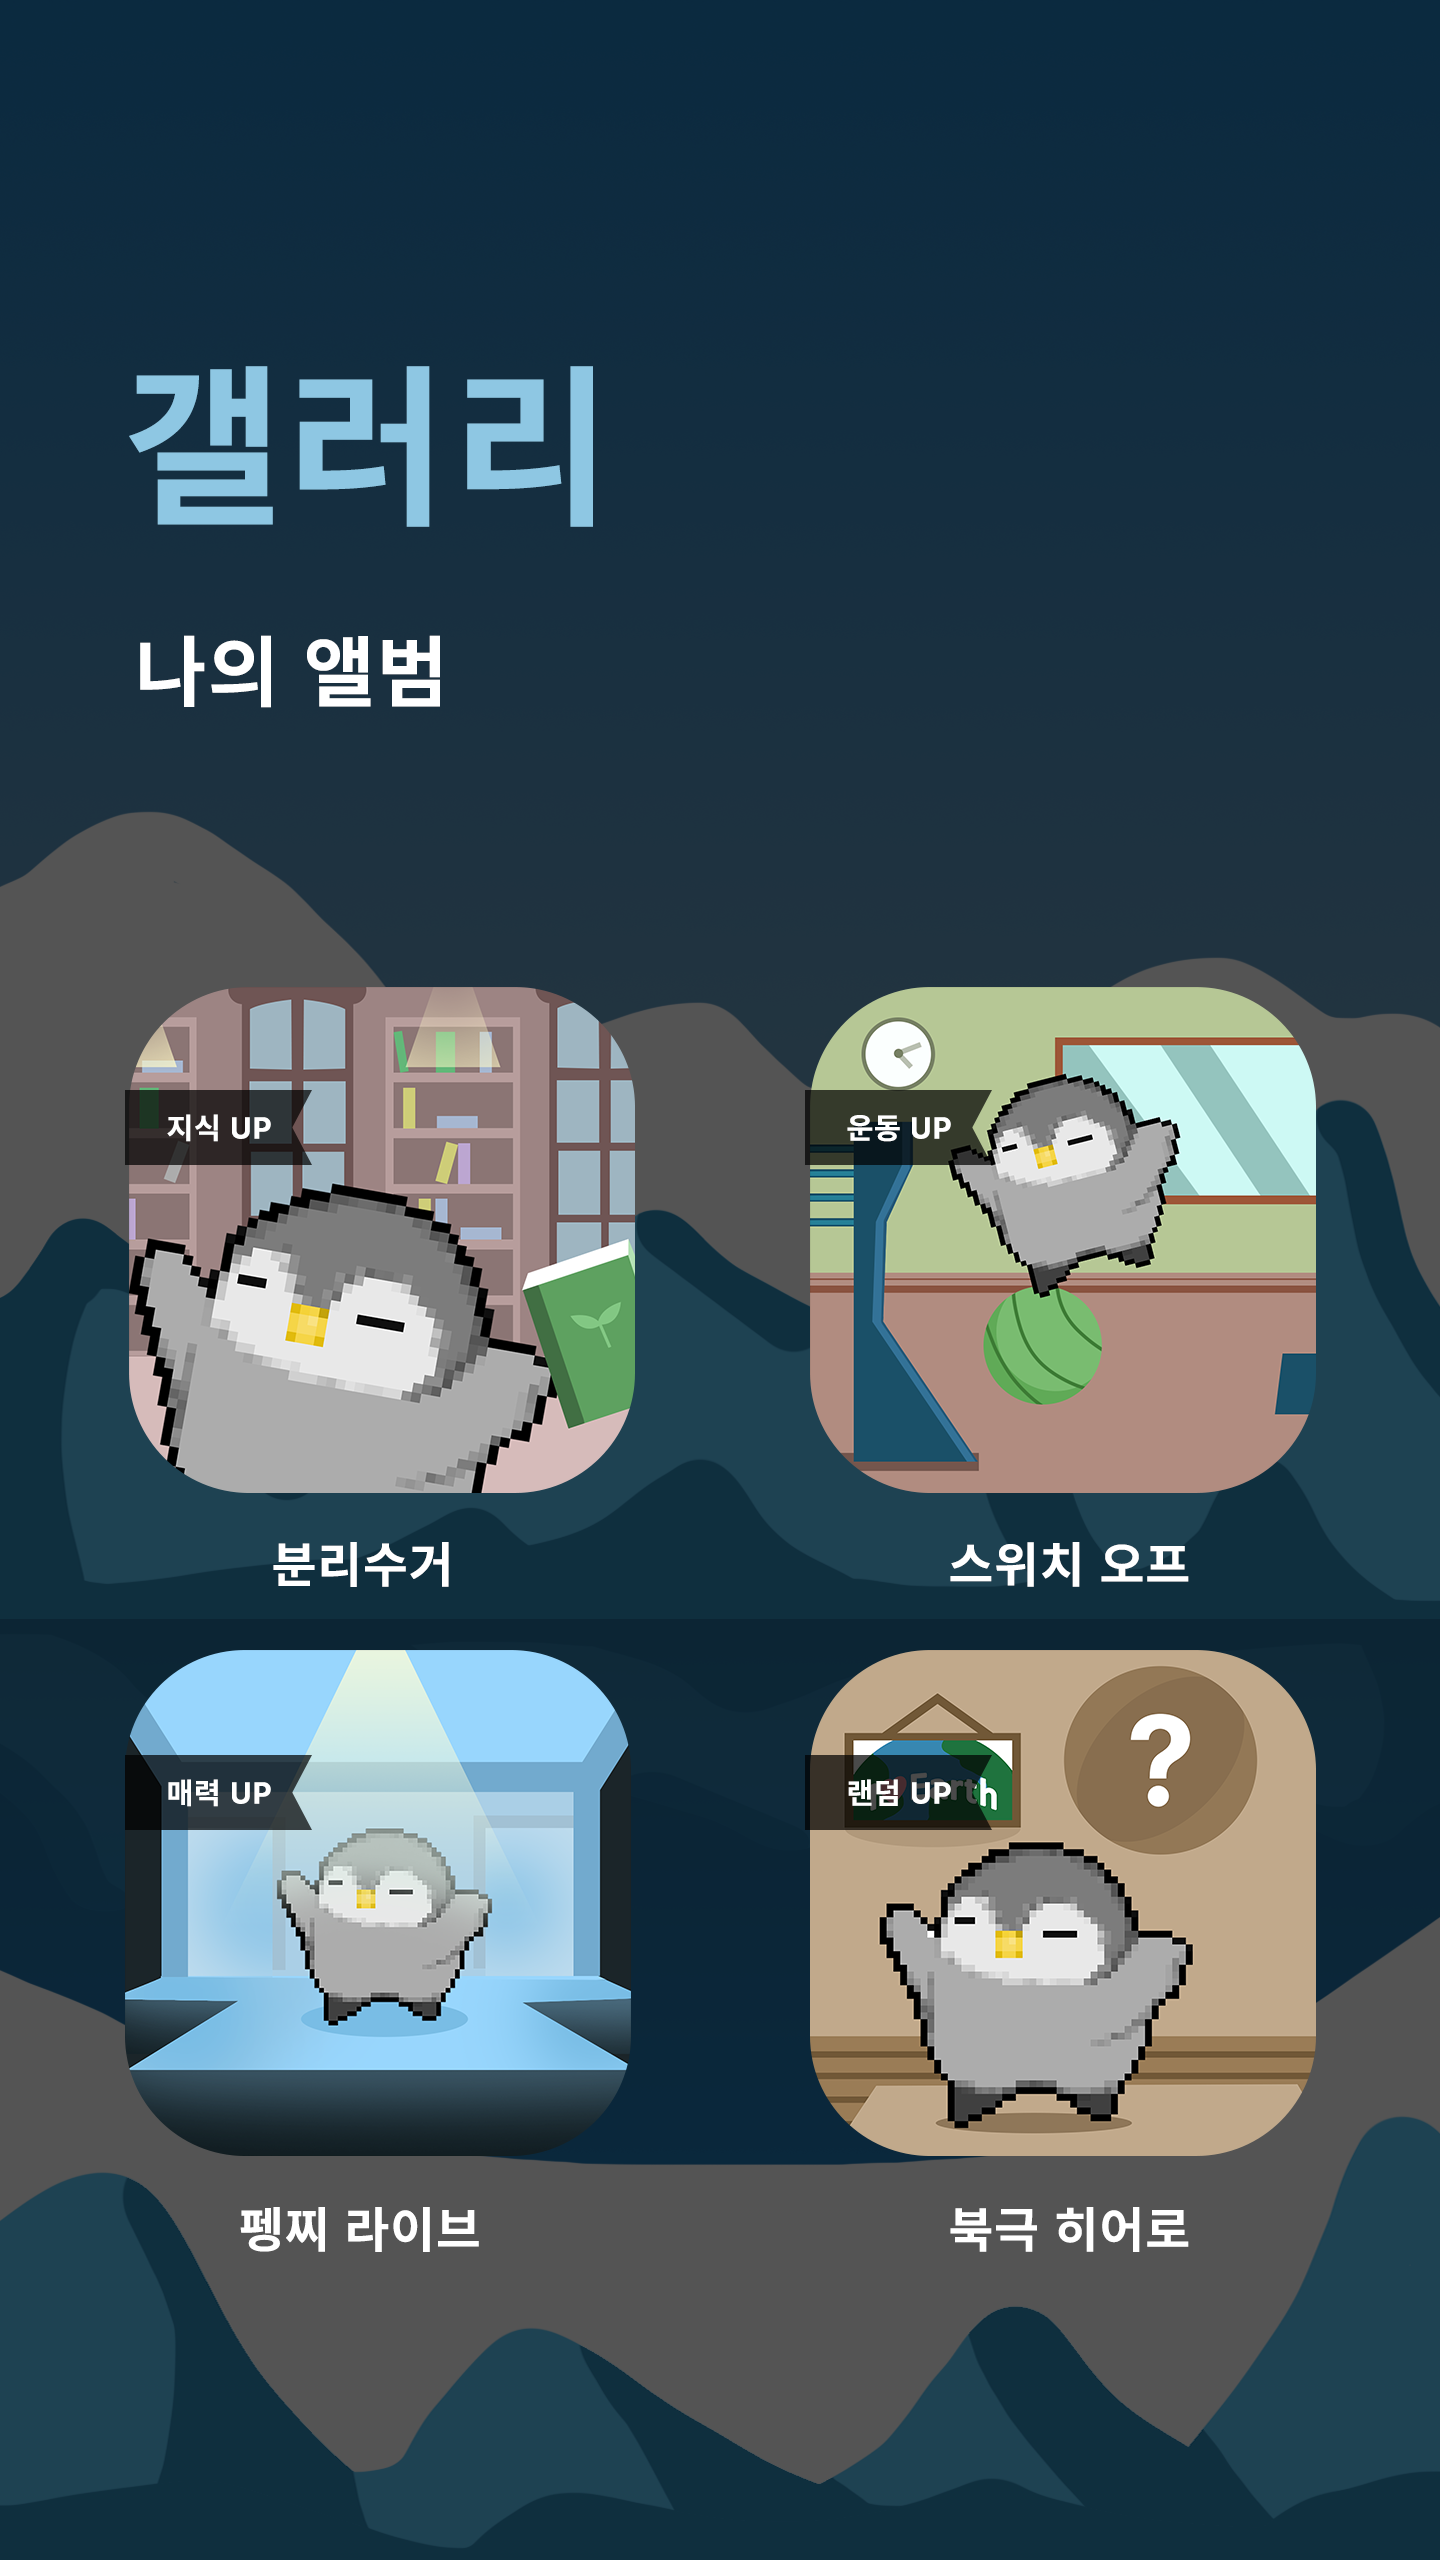 갤러리
나의 앨범
지식 UP
운동 UP
분리수거
스위치 오프
매력 UP
랜덤 UP
Earth
?
펭찌 라이브
북극 히어로